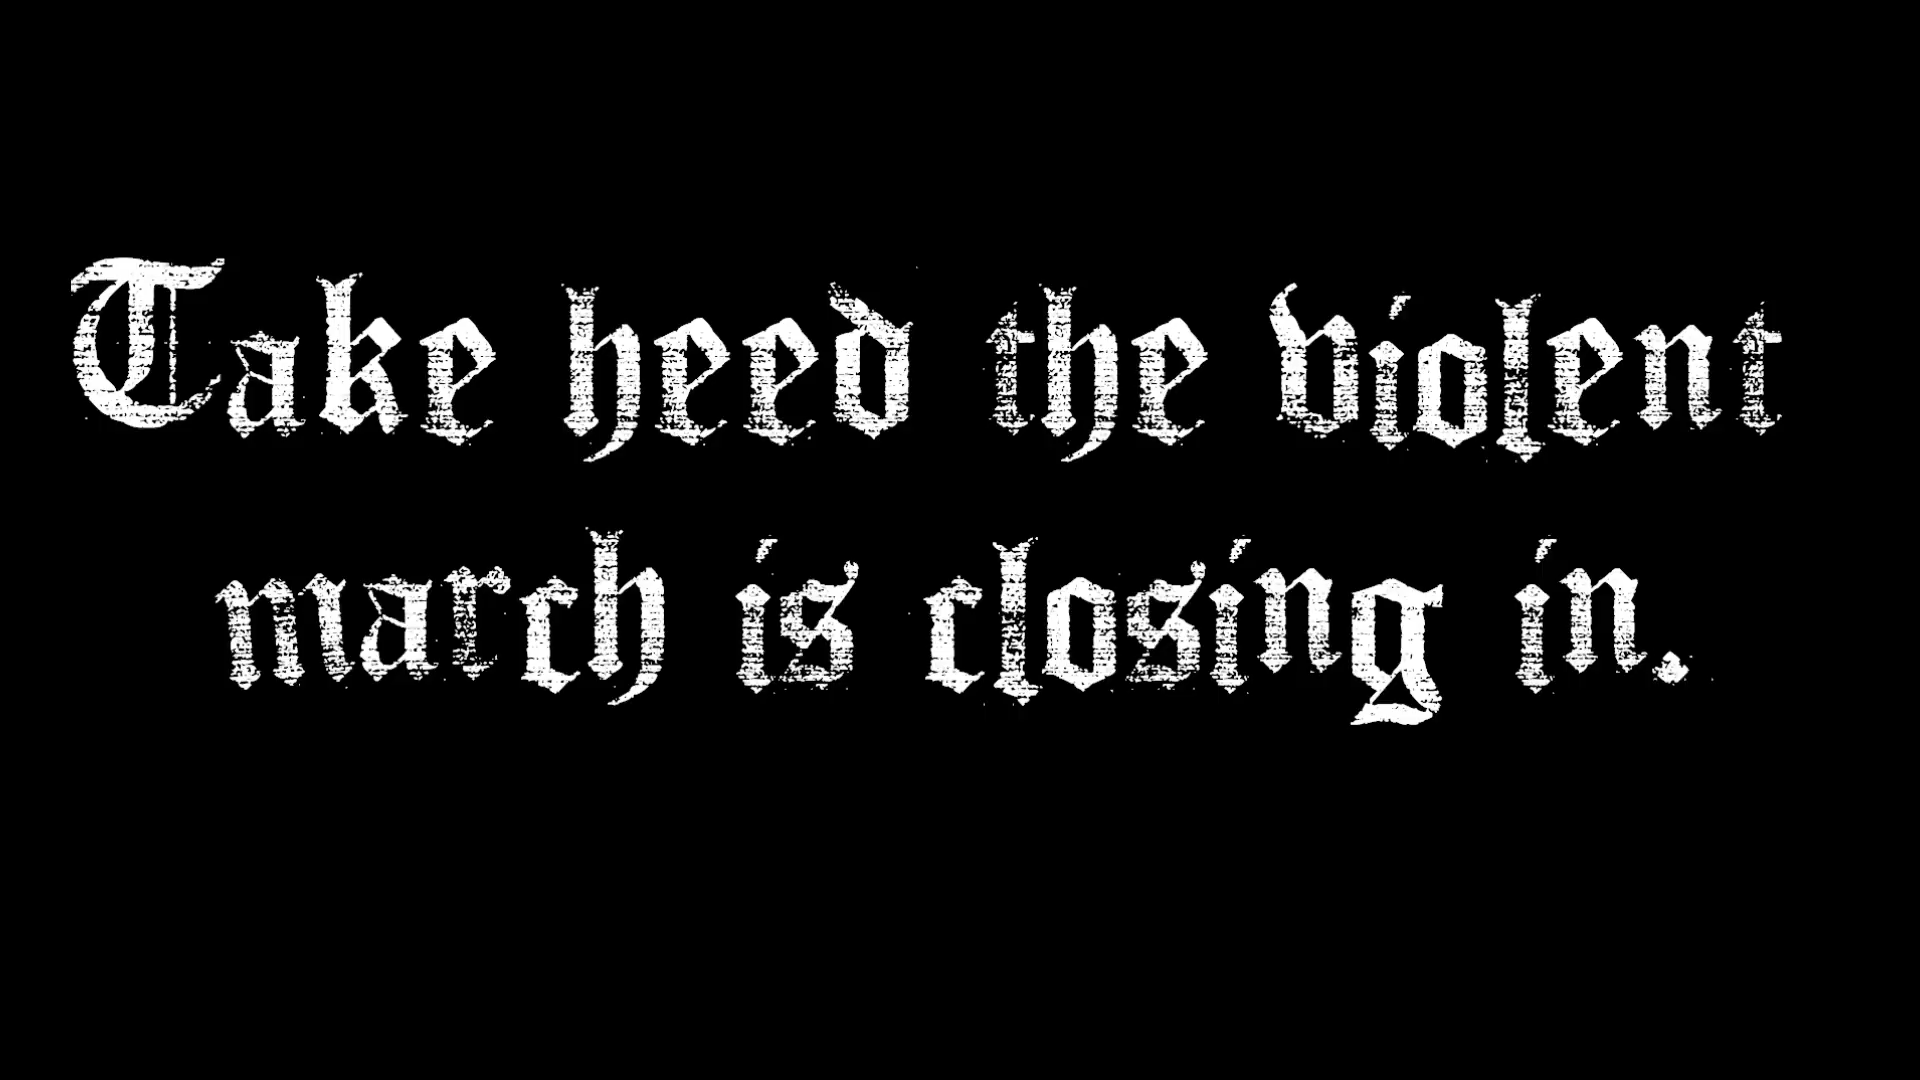 Take heed the violent
march is closing in.